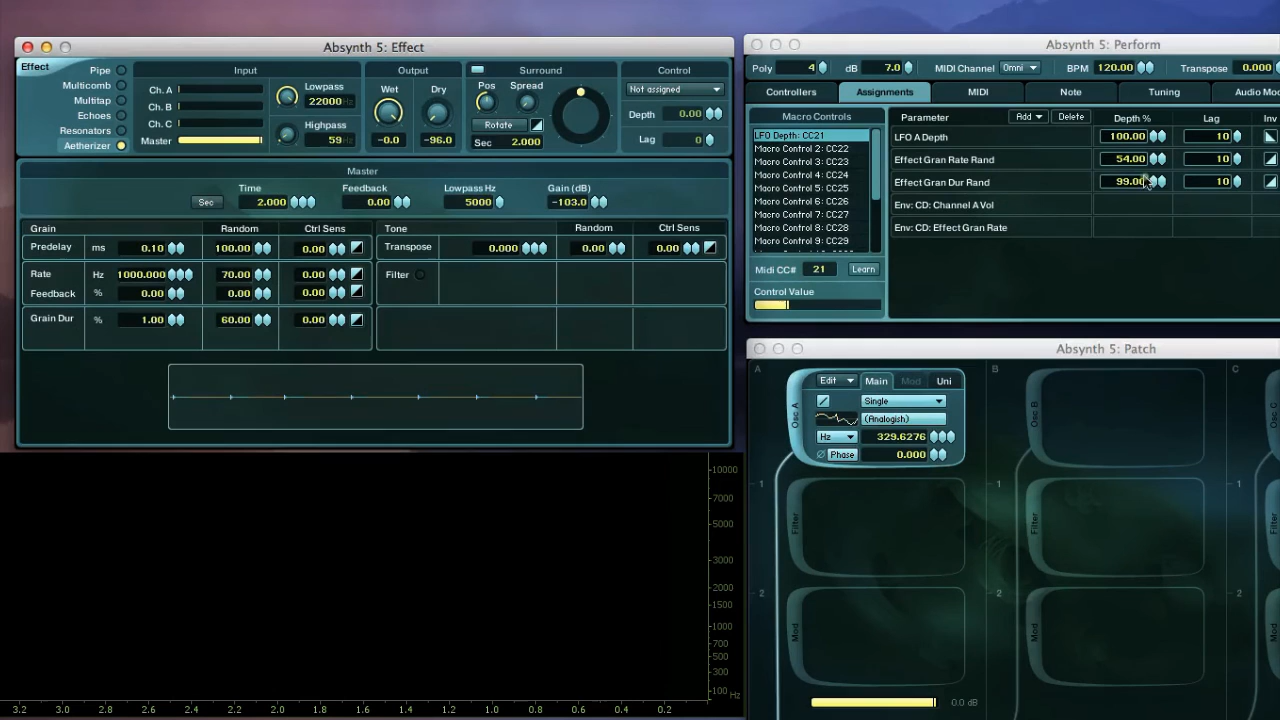 Absynth 5: Effect
Effect
Pipe
Multicomb
Multitap
Echoes
Resonators
Aetherizer
Input
Ch. A
Ch. B
Ch. C
Master
Lowpass
22000 Hz
Highpass
59 Hz
Output
Wet
Dry
-0.0
-96.0
Surround
Pos
Spread
Rotate
Sec 2.000
Control
Not assigned
Depth 0.00
Lag 0
Master
Sec
Time
2.000
Feedback
0.00
Lowpass Hz
5000
Gain (dB)
-103.0
Grain Random Ctrl Sens
Predelay ms 0.10 100.00 0.00
Rate Hz 1000.000 70.00 0.00
Feedback % 0.00 0.00 0.00
Grain Dur % 1.00 60.00 0.00
Tone Random Ctrl Sens
Transpose 0.000 0.00 0.00
Filter
10000
7000
5000
3000
2000
1500
1000
700
500
300
100 Hz
3.2 3.0 2.8 2.6 2.4 2.2 2.0 1.8 1.6 1.4 1.2 1.0 0.8 0.6 0.4 0.2
Absynth 5: Perform
Poly 4 dB 7.0 MIDI Channel Omni BPM 120.00 Transpose 0.000
Controllers Assignments MIDI Note Tuning Audio Mod
Macro Controls
LFO Depth: CC21
Macro Control 2: CC22
Macro Control 3: CC23
Macro Control 4: CC24
Macro Control 5: CC25
Macro Control 6: CC26
Macro Control 7: CC27
Macro Control 8: CC28
Macro Control 9: CC29
Midi CC# 21 Learn
Control Value
Parameter Add Delete Depth % Lag Inv
LFO A Depth 100.00 10
Effect Gran Rate Rand 54.00 10
Effect Gran Dur Rand 99.00 10
Env: CD: Channel A Vol
Env: CD: Effect Gran Rate
Absynth 5: Patch
A B C
Osc A
Edit Main Mod Uni
Single
(Analogish)
Hz 329.6276
Phase 0.000
Osc B
1 1 1
Filter Filter
2 2 2
Mod Mod
0.0 dB